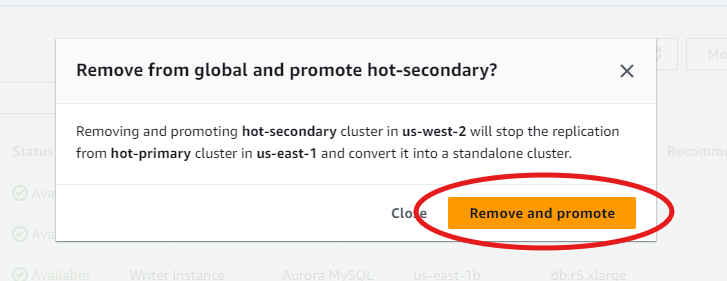 Mo
Remove from global and promote hot-secondary?
Removing and promoting hot-secondary cluster in us-west-2 will stop the replication
from hot-primary cluster in us-east-1 and convert it into a standalone cluster.
Status
Recomme
Ava
Close
Remove and promote
Ava
Available
Writer instance
Aurora MySQL
us-east-1b
db.r5.xlarge